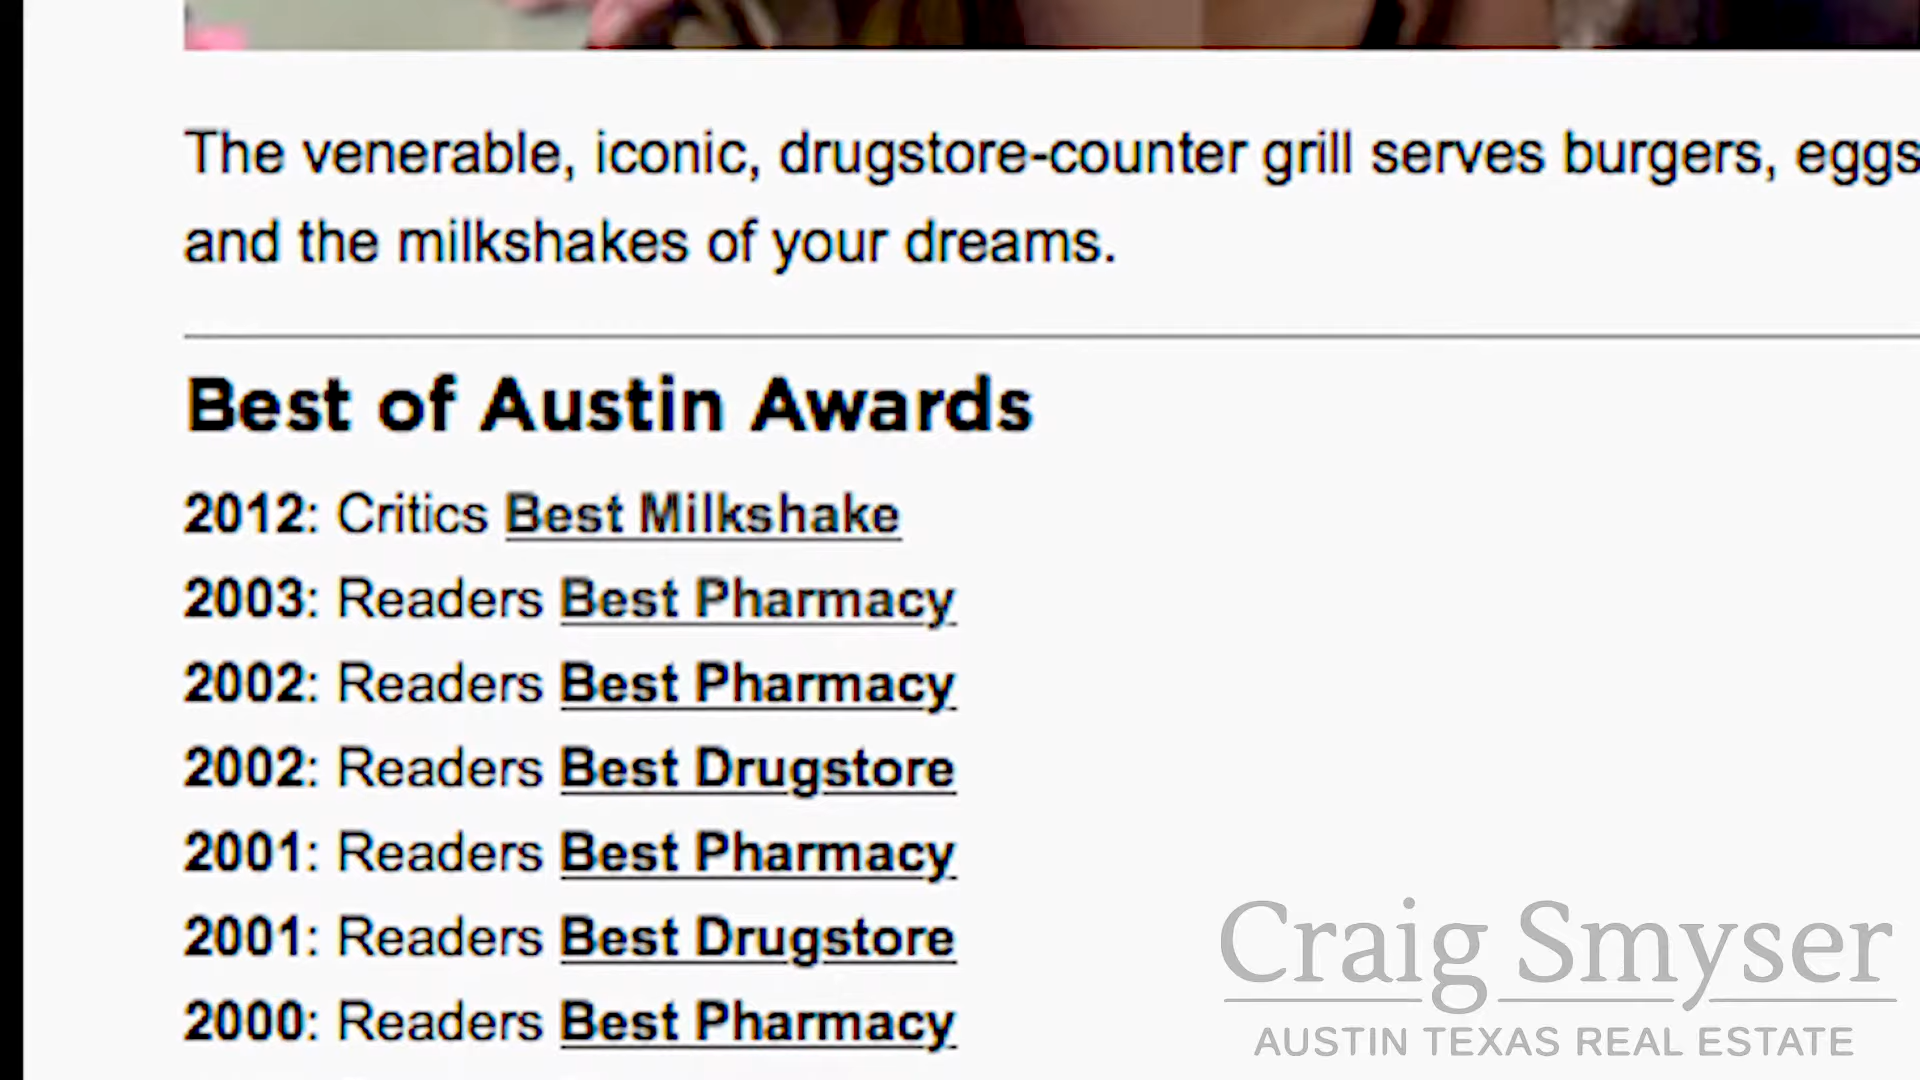 The venerable, iconic, drugstore-counter grill serves burgers, eggs
and the milkshakes of your dreams.
Best of Austin Awards
2012: Critics Best Milkshake
2003: Readers Best Pharmacy
2002: Readers Best Pharmacy
2002: Readers Best Drugstore
2001: Readers Best Pharmacy
2001: Readers Best Drugstore
2000: Readers Best Pharmacy
Craig Smyser
AUSTIN TEXAS REAL ESTATE